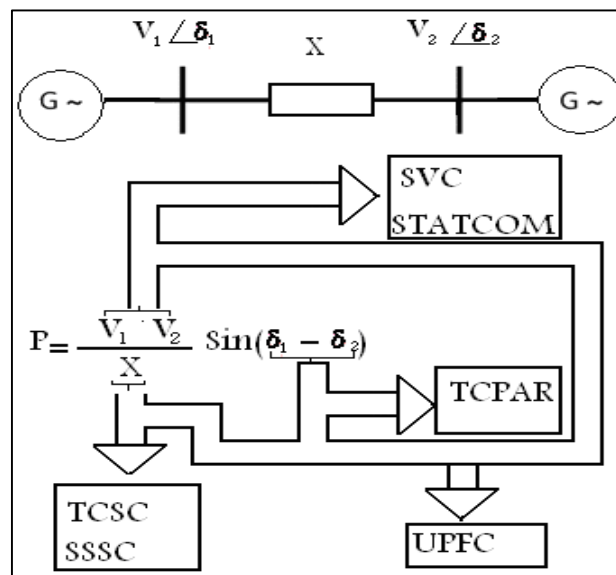 V₁ ∠δ₁ X V₂ ∠δ₂
G ~ G ~
SVC
STATCOM
P= V₁ V₂ Sin(δ₁ − δ₂)
X
TCPAR
TCSC
SSSC
UPFC